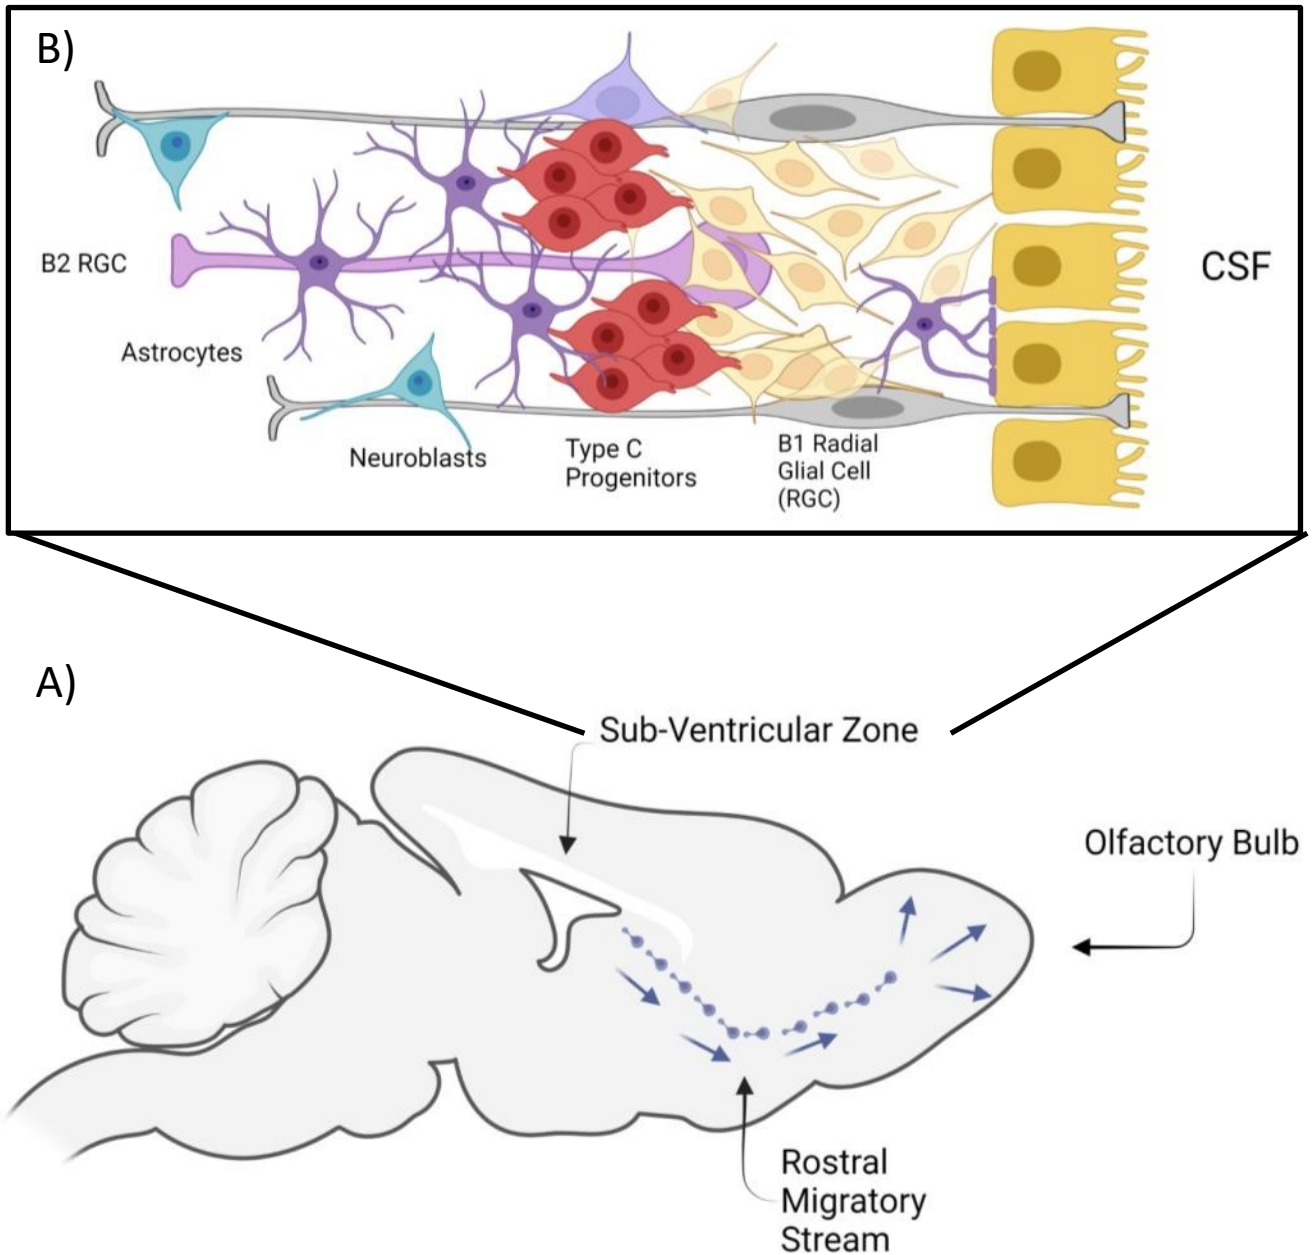 B)
B2 RGC
CSF
Astrocytes
Neuroblasts
Type C
Progenitors
B1 Radial
Glial Cell
(RGC)
A)
Sub-Ventricular Zone
Olfactory Bulb
Rostral
Migratory
Stream